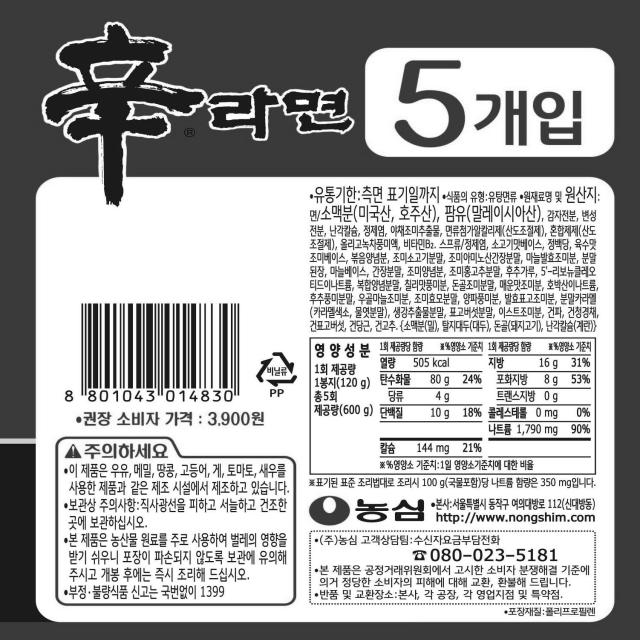 辛라면 5개입
®
•유통기한:측면 표기일까지 •식품의 유형:유탕면류 •원재료명 및 원산지:
면/소맥분(미국산, 호주산), 팜유(말레이시아산), 감자전분, 변성
전분, 난각칼슘, 정제염, 야채조미추출물, 면류첨가알칼리제(산도조절제), 혼합제제(산도
조절제), 올리고녹차풍미액, 비타민B₂. 스프류/정제염, 소고기맛베이스, 정백당, 육수맛
조미베이스, 볶음양념분, 조미소고기분말, 조미아미노산간장분말, 마늘발효조미분, 분말
된장, 마늘베이스, 간장분말, 조미양념분, 조미홍고추분말, 후추가루, 5'-리보뉴클레오
티드이나트륨, 복합양념분말, 칠리맛풍미분, 돈골조미분말, 매운맛조미분, 호박산이나트륨,
후추풍미분말, 우골마늘조미분, 조미효모분말, 양파풍미분, 발효표고조미분, 분말카라멜
(카라멜색소, 물엿분말), 생강추출물분말, 표고버섯분말, 이스트조미분, 건파, 건청경채,
건표고버섯, 건당근, 건고추. {소맥분(밀), 탈지대두(대두), 돈골(돼지고기), 난각칼슘(계란)}
영양성분
1회 제공량
1봉지(120 g)
총5회
제공량(600 g)
1회 제공량당 함량 ※%영양소 기준치 1회 제공량당 함량 ※%영양소 기준치
열량 505 kcal 지방 16 g 31%
탄수화물 80 g 24% 포화지방 8 g 53%
당류 4 g 트랜스지방 0 g
단백질 10 g 18% 콜레스테롤 0 mg 0%
나트륨 1,790 mg 90%
칼슘 144 mg 21%
※%영양소 기준치:1일 영양소기준치에 대한 비율
※표기된 표준 조리법대로 조리시 100 g(국물포함)당 나트륨 함량은 350 mg입니다.
8 801043 014830
비닐류
PP
•권장 소비자 가격 : 3,900원
주의하세요
•이 제품은 우유, 메밀, 땅콩, 고등어, 게, 토마토, 새우를
사용한 제품과 같은 제조 시설에서 제조하고 있습니다.
•보관상 주의사항:직사광선을 피하고 서늘하고 건조한
곳에 보관하십시오.
•본 제품은 농산물 원료를 주로 사용하여 벌레의 영향을
받기 쉬우니 포장이 파손되지 않도록 보관에 유의해
주시고 개봉 후에는 즉시 조리해 드십시오.
•부정·불량식품 신고는 국번없이 1399
농심 •본사:서울특별시 동작구 여의대방로 112(신대방동)
http://www.nongshim.com
•(주)농심 고객상담팀:수신자요금부담전화
☎080-023-5181
•본 제품은 공정거래위원회에서 고시한 소비자 분쟁해결 기준에
의거 정당한 소비자의 피해에 대해 교환, 환불해 드립니다.
•반품 및 교환장소:본사, 각 공장, 각 영업지점 및 특약점.
•포장재질:폴리프로필렌